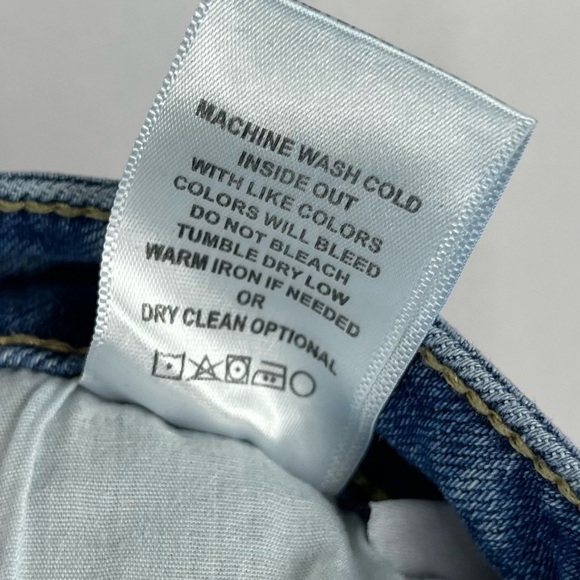 MACHINE WASH COLD
INSIDE OUT
WITH LIKE COLORS
COLORS WILL BLEED
DO NOT BLEACH
TUMBLE DRY LOW
WARM IRON IF NEEDED
OR
DRY CLEAN OPTIONAL